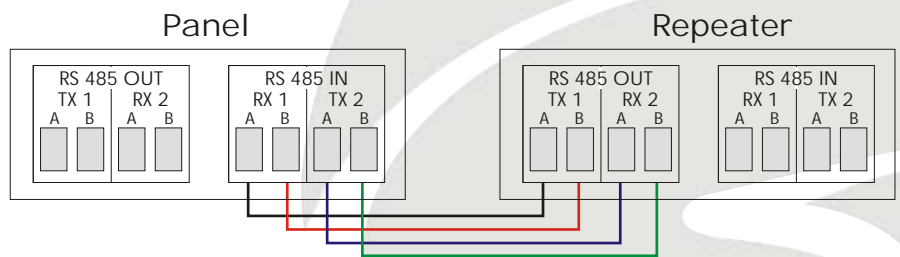 Panel Repeater
RS 485 OUT RS 485 IN RS 485 OUT RS 485 IN
TX 1 RX 2 RX 1 TX 2 TX 1 RX 2 RX 1 TX 2
A B A B A B A B A B A B A B A B